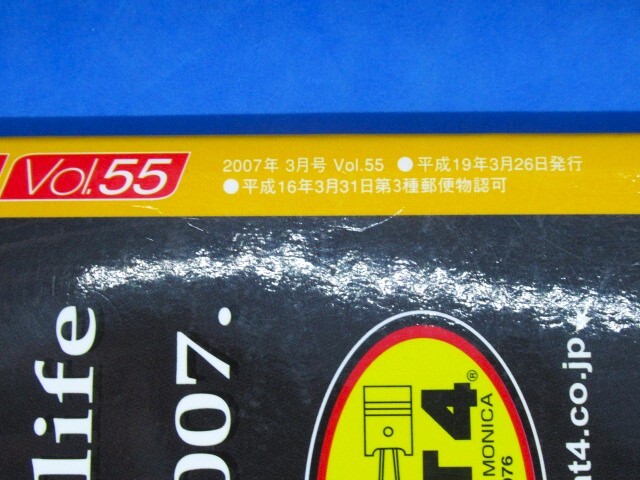 Vol.55
2007年 3月号 Vol.55 ●平成19年3月26日発行
●平成16年3月31日第3種郵便物認可
life
007.
T4®
MONICA
976
at4.co.jp